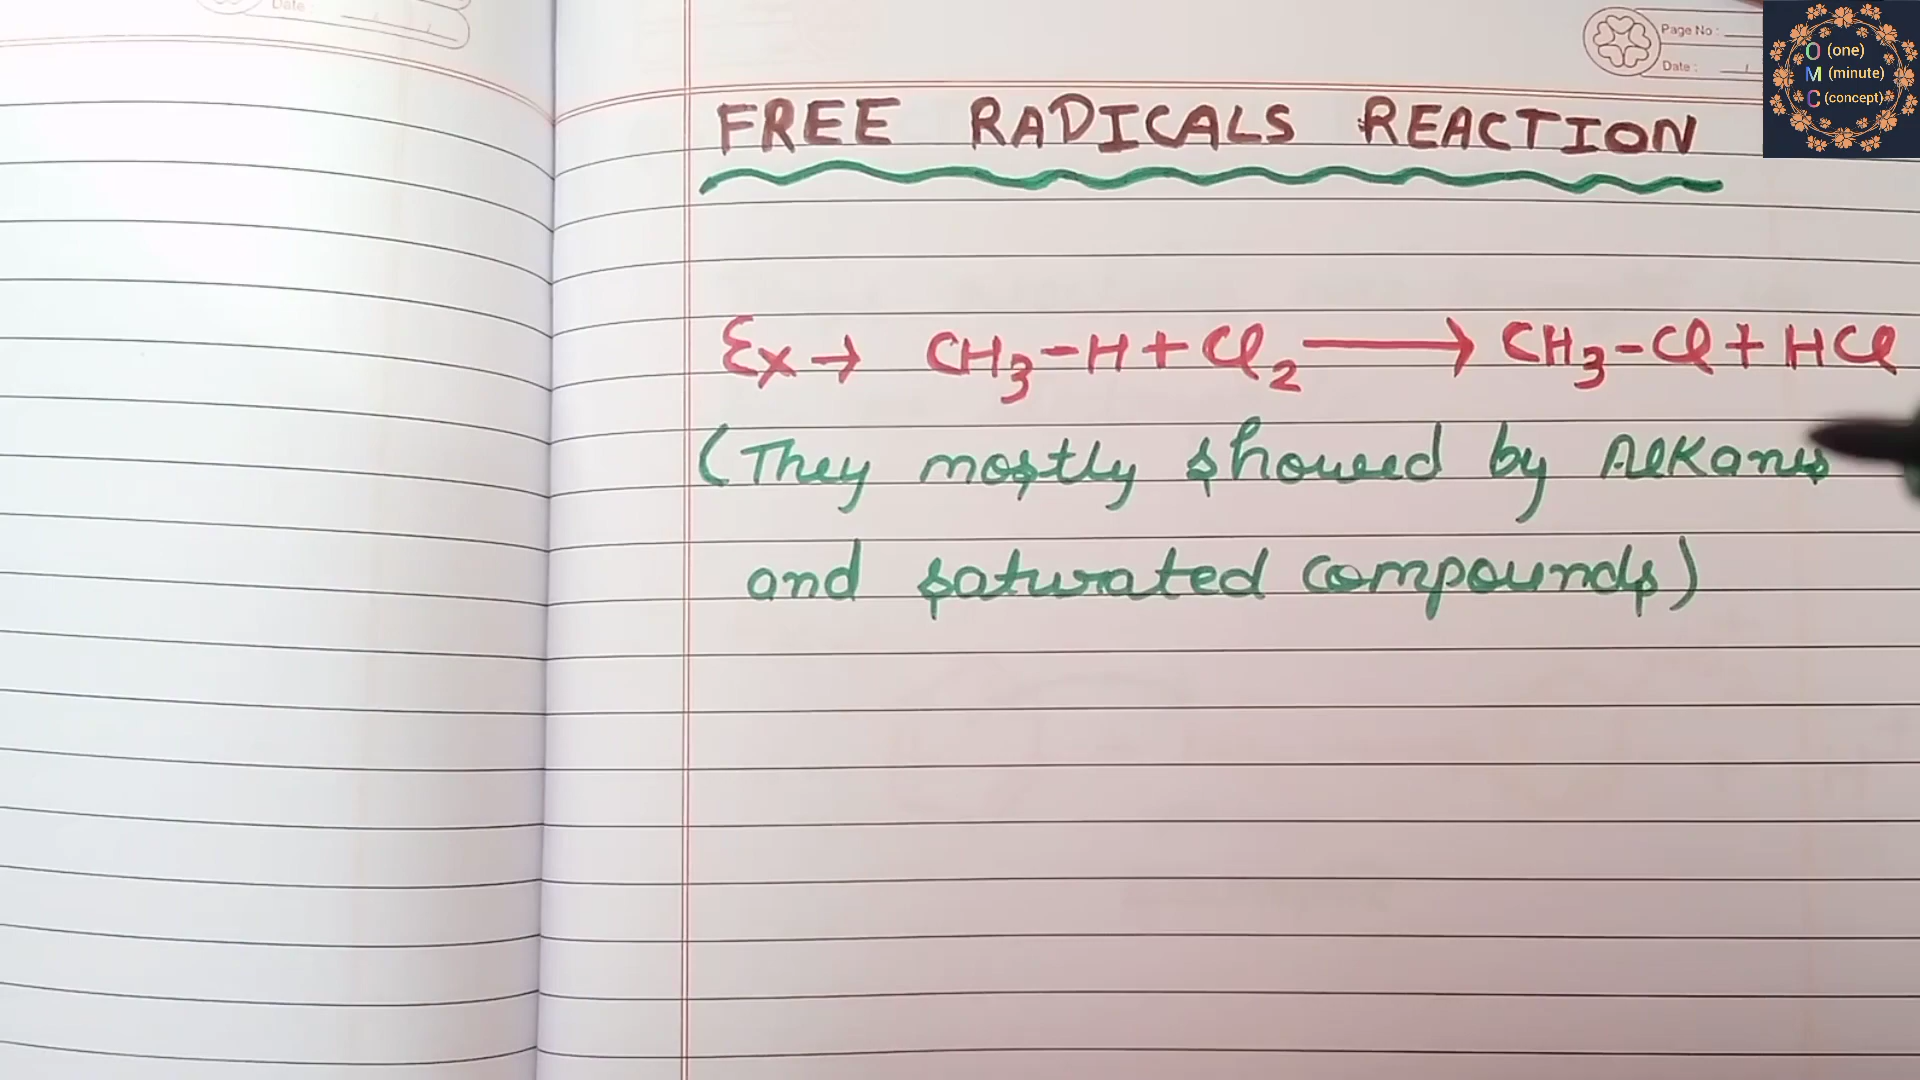 Date :
Page No :
Date :
O (one)
M (minute)
C (concept)
FREE RADICALS REACTION
Ex → CH3-H + Cl2 ⟶ CH3-Cl + HCl
(They mostly showed by Alkanes
and saturated compounds)